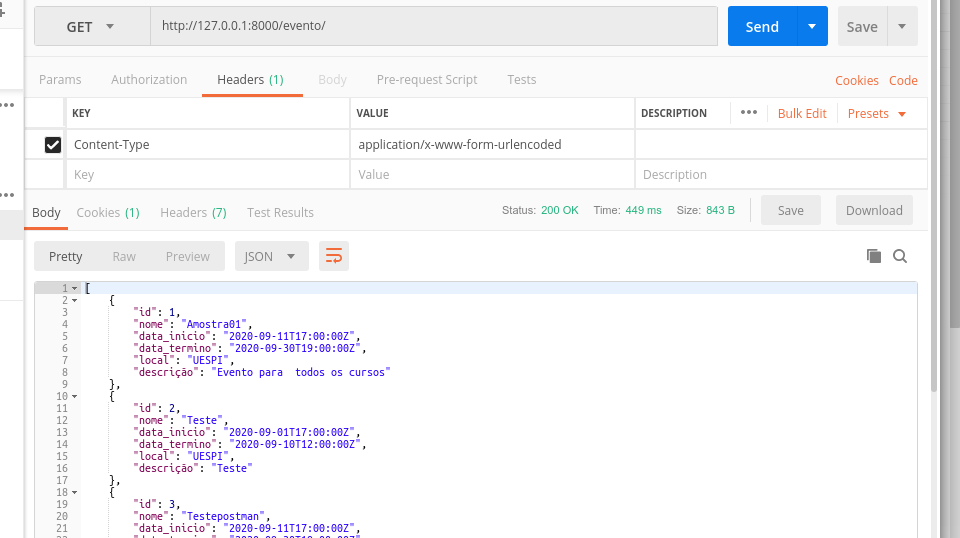 GET http://127.0.0.1:8000/evento/ Send Save
Params Authorization Headers (1) Body Pre-request Script Tests Cookies Code
KEY VALUE DESCRIPTION ••• Bulk Edit Presets
Content-Type application/x-www-form-urlencoded
Key Value Description
Body Cookies (1) Headers (7) Test Results Status: 200 OK Time: 449 ms Size: 843 B Save Download
Pretty Raw Preview JSON
1 [
2 {
3 "id": 1,
4 "nome": "Amostra01",
5 "data_inicio": "2020-09-11T17:00:00Z",
6 "data_termino": "2020-09-30T19:00:00Z",
7 "local": "UESPI",
8 "descrição": "Evento para  todos os cursos"
9 },
10 {
11 "id": 2,
12 "nome": "Teste",
13 "data_inicio": "2020-09-01T17:00:00Z",
14 "data_termino": "2020-09-10T12:00:00Z",
15 "local": "UESPI",
16 "descrição": "Teste"
17 },
18 {
19 "id": 3,
20 "nome": "Testepostman",
21 "data_inicio": "2020-09-11T17:00:00Z",